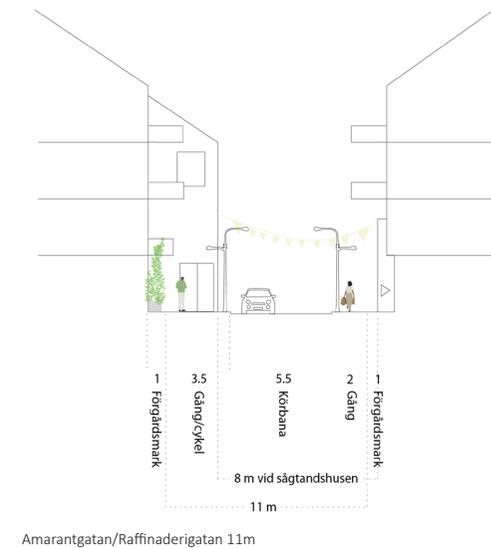 1 Förgårdsmark
3.5 Gång/cykel
5.5 Körbana
2 Gång
1 Förgårdsmark
8 m vid sågtandshusen
11 m
Amarantgatan/Raffinaderigatan 11m